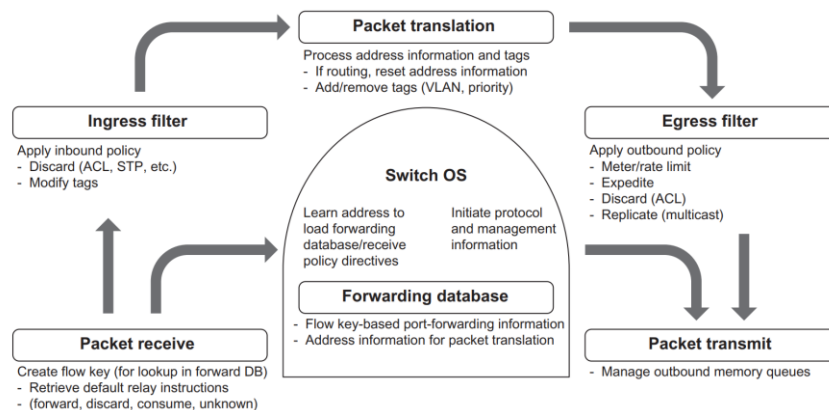 Packet translation
Process address information and tags
- If routing, reset address information
- Add/remove tags (VLAN, priority)
Ingress filter
Apply inbound policy
- Discard (ACL, STP, etc.)
- Modify tags
Egress filter
Apply outbound policy
- Meter/rate limit
- Expedite
- Discard (ACL)
- Replicate (multicast)
Switch OS
Learn address to
load forwarding
database/receive
policy directives
Initiate protocol
and management
information
Forwarding database
- Flow key-based port-forwarding information
- Address information for packet translation
Packet receive
Create flow key (for lookup in forward DB)
- Retrieve default relay instructions
- (forward, discard, consume, unknown)
Packet transmit
- Manage outbound memory queues